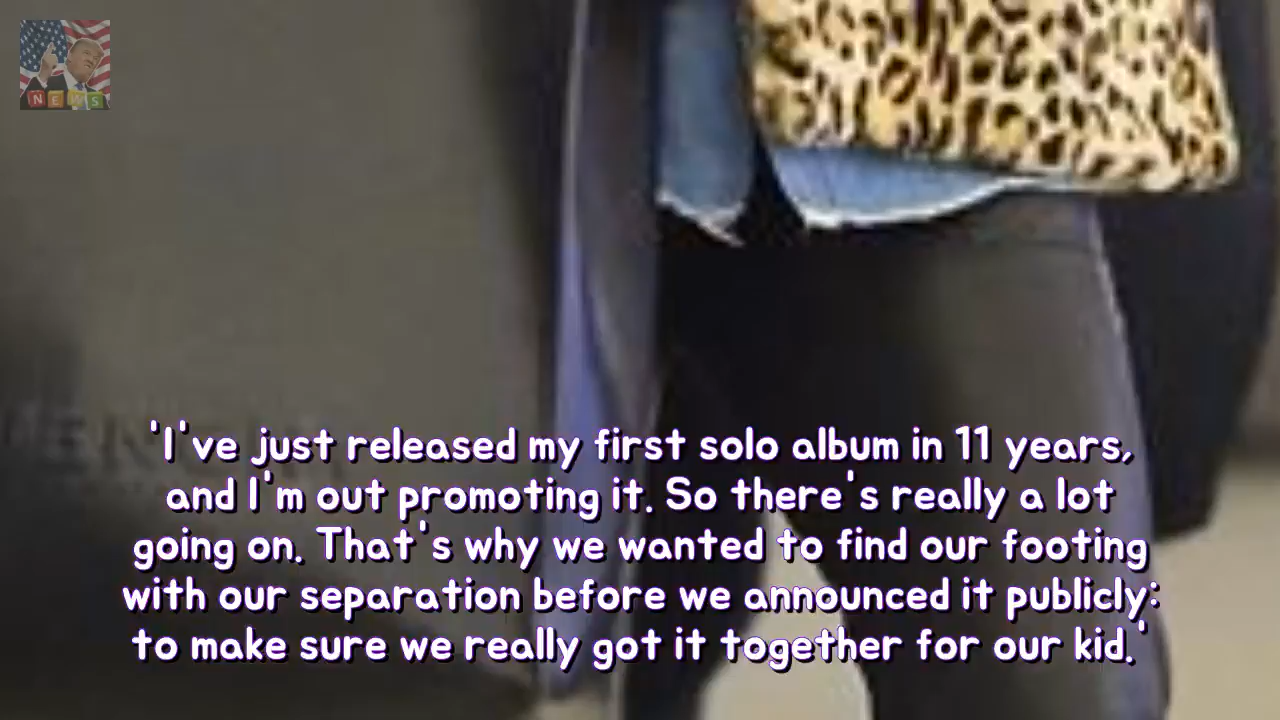 NEWS
'I've just released my first solo album in 11 years,
and I'm out promoting it. So there's really a lot
going on. That's why we wanted to find our footing
with our separation before we announced it publicly:
to make sure we really got it together for our kid.'